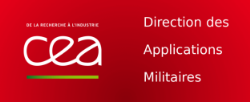 DE LA RECHERCHE À L'INDUSTRIE
cea
Direction des
Applications
Militaires